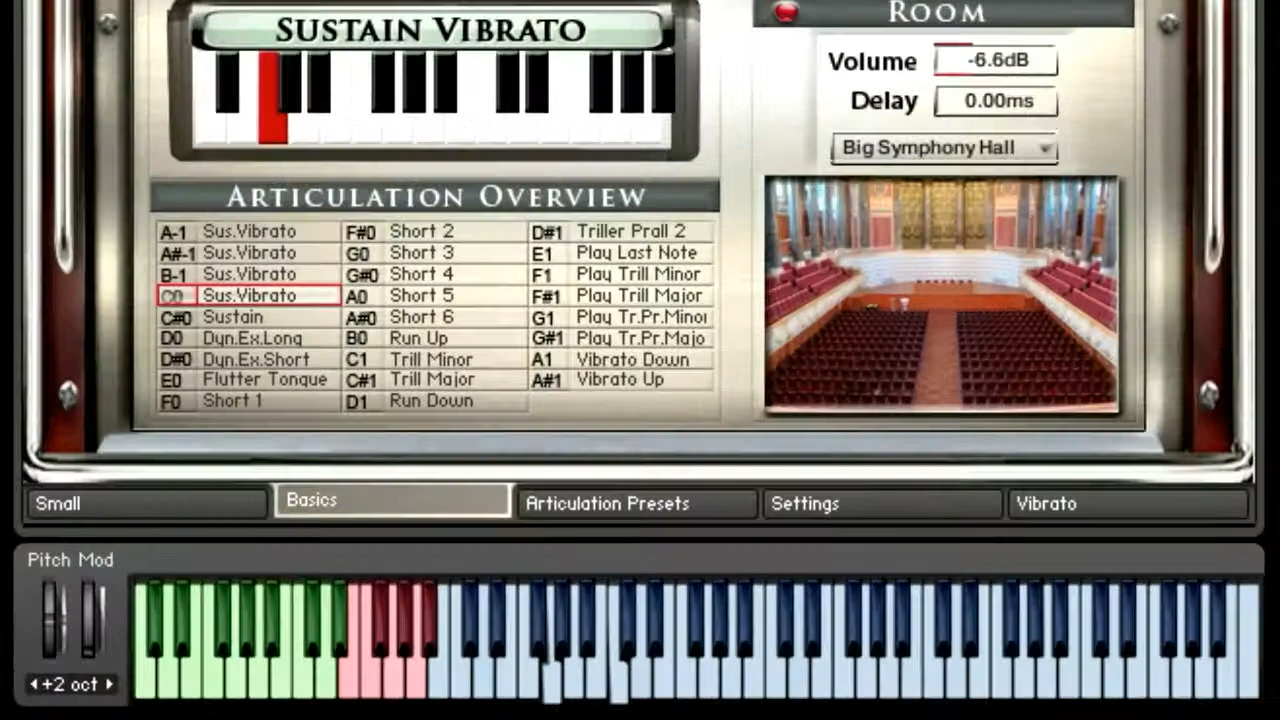 SUSTAIN VIBRATO
ROOM
Volume -6.6dB
Delay 0.00ms
Big Symphony Hall
ARTICULATION OVERVIEW
A-1 Sus.Vibrato F#0 Short 2 D#1 Triller Prall 2
A#-1 Sus.Vibrato G0 Short 3 E1 Play Last Note
B-1 Sus.Vibrato G#0 Short 4 F1 Play Trill Minor
C0 Sus.Vibrato A0 Short 5 F#1 Play Trill Major
C#0 Sustain A#0 Short 6 G1 Play Tr.Pr.Minor
D0 Dyn.Ex.Long B0 Run Up G#1 Play Tr.Pr.Majo
D#0 Dyn.Ex.Short C1 Trill Minor A1 Vibrato Down
E0 Flutter Tongue C#1 Trill Major A#1 Vibrato Up
F0 Short 1 D1 Run Down
Small Basics Articulation Presets Settings Vibrato
Pitch Mod
+2 oct